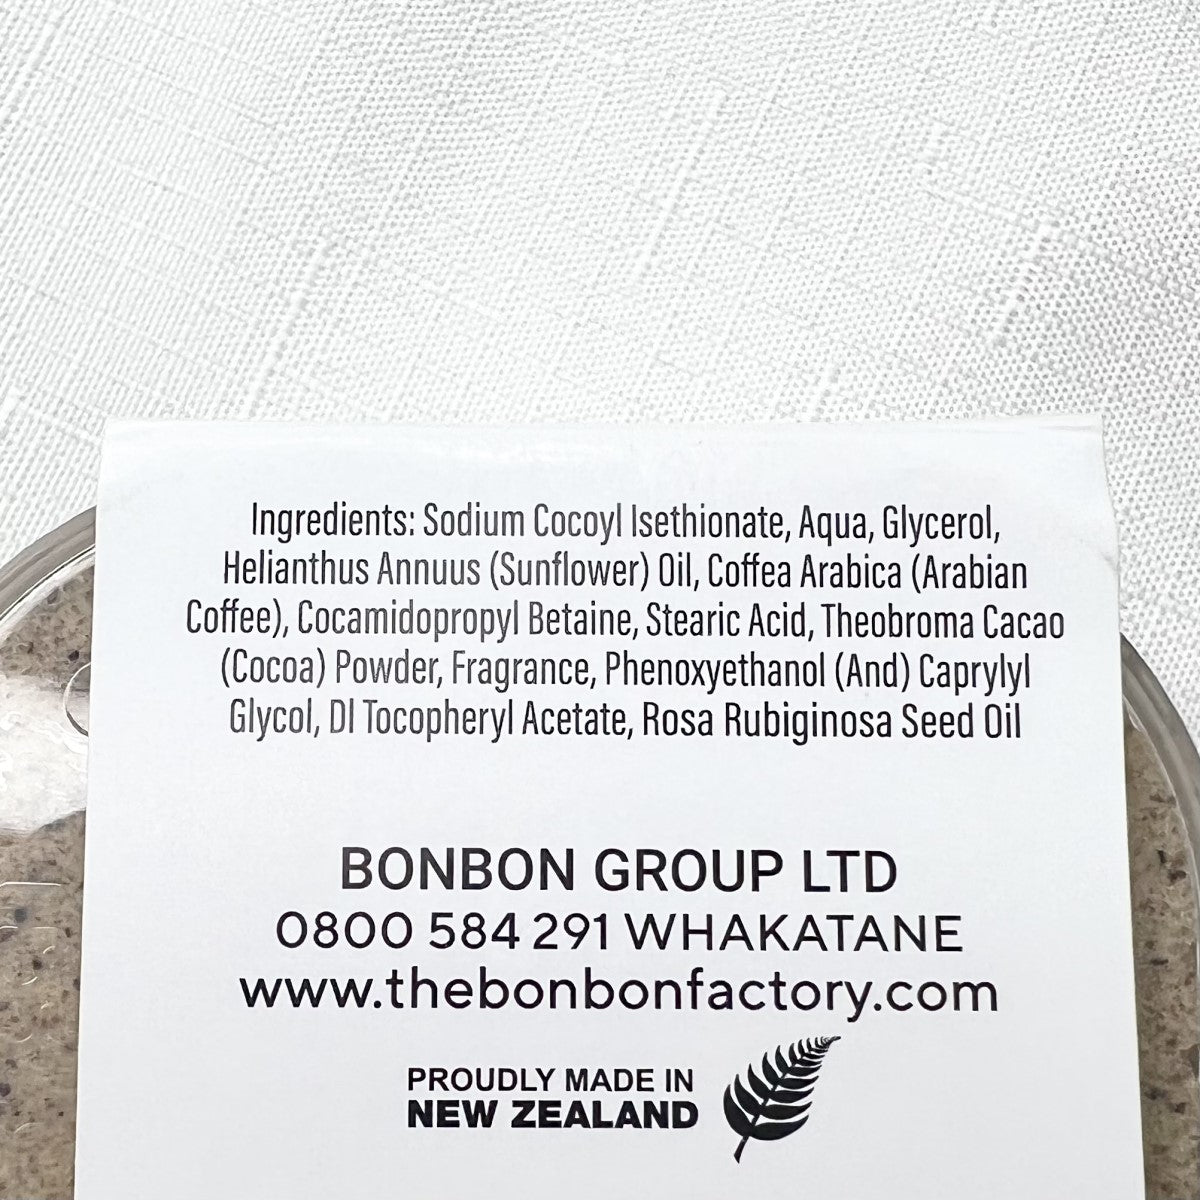 Ingredients: Sodium Cocoyl Isethionate, Aqua, Glycerol,
Helianthus Annuus (Sunflower) Oil, Coffea Arabica (Arabian
Coffee), Cocamidopropyl Betaine, Stearic Acid, Theobroma Cacao
(Cocoa) Powder, Fragrance, Phenoxyethanol (And) Caprylyl
Glycol, Dl Tocopheryl Acetate, Rosa Rubiginosa Seed Oil
BONBON GROUP LTD
0800 584 291 WHAKATANE
www.thebonbonfactory.com
PROUDLY MADE IN
NEW ZEALAND